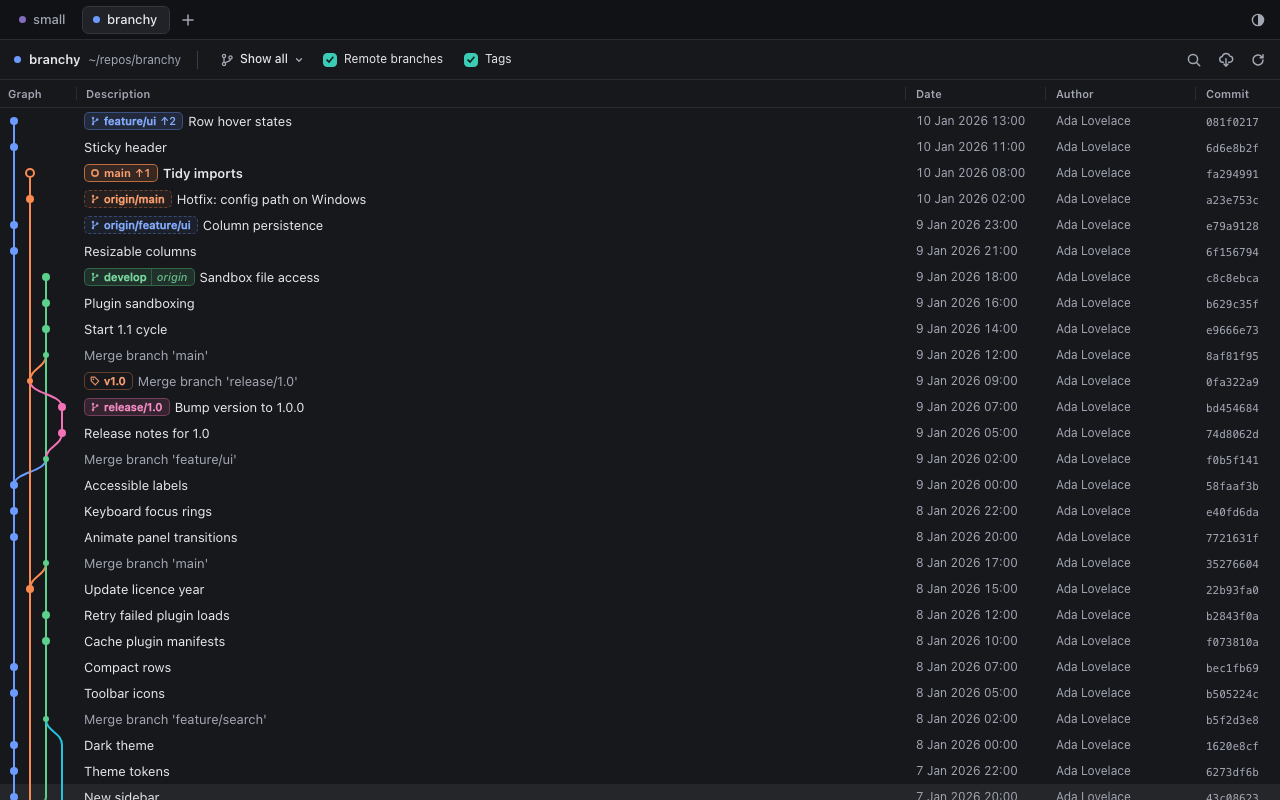 small branchy +
branchy ~/repos/branchy Show all Remote branches Tags
Graph Description Date Author Commit
feature/ui ↑2 Row hover states 10 Jan 2026 13:00 Ada Lovelace 081f0217
Sticky header 10 Jan 2026 11:00 Ada Lovelace 6d6e8b2f
main ↑1 Tidy imports 10 Jan 2026 08:00 Ada Lovelace fa294991
origin/main Hotfix: config path on Windows 10 Jan 2026 02:00 Ada Lovelace a23e753c
origin/feature/ui Column persistence 9 Jan 2026 23:00 Ada Lovelace e79a9128
Resizable columns 9 Jan 2026 21:00 Ada Lovelace 6f156794
develop origin Sandbox file access 9 Jan 2026 18:00 Ada Lovelace c8c8ebca
Plugin sandboxing 9 Jan 2026 16:00 Ada Lovelace b629c35f
Start 1.1 cycle 9 Jan 2026 14:00 Ada Lovelace e9666e73
Merge branch 'main' 9 Jan 2026 12:00 Ada Lovelace 8af81f95
v1.0 Merge branch 'release/1.0' 9 Jan 2026 09:00 Ada Lovelace 0fa322a9
release/1.0 Bump version to 1.0.0 9 Jan 2026 07:00 Ada Lovelace bd454684
Release notes for 1.0 9 Jan 2026 05:00 Ada Lovelace 74d8062d
Merge branch 'feature/ui' 9 Jan 2026 02:00 Ada Lovelace f0b5f141
Accessible labels 9 Jan 2026 00:00 Ada Lovelace 58faaf3b
Keyboard focus rings 8 Jan 2026 22:00 Ada Lovelace e40fd6da
Animate panel transitions 8 Jan 2026 20:00 Ada Lovelace 7721631f
Merge branch 'main' 8 Jan 2026 17:00 Ada Lovelace 35276604
Update licence year 8 Jan 2026 15:00 Ada Lovelace 22b93fa0
Retry failed plugin loads 8 Jan 2026 12:00 Ada Lovelace b2843f0a
Cache plugin manifests 8 Jan 2026 10:00 Ada Lovelace f073810a
Compact rows 8 Jan 2026 07:00 Ada Lovelace bec1fb69
Toolbar icons 8 Jan 2026 05:00 Ada Lovelace b505224c
Merge branch 'feature/search' 8 Jan 2026 02:00 Ada Lovelace b5f2d3e8
Dark theme 8 Jan 2026 00:00 Ada Lovelace 1620e8cf
Theme tokens 7 Jan 2026 22:00 Ada Lovelace 6273df6b
New sidebar 7 Jan 2026 20:00 Ada Lovelace 43c08623